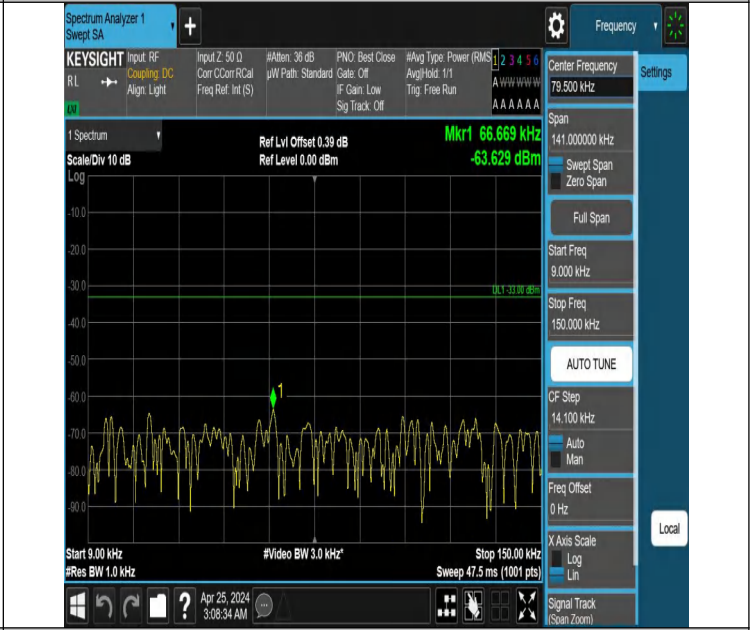 Spectrum Analyzer 1
Swept SA
+
Frequency
KEYSIGHT
RL
Input: RF
Coupling: DC
Align: Light
Input Z: 50 Ω
Corr CCorr RCal
Freq Ref: Int (S)
#Atten: 36 dB
µW Path: Standard
PNO: Best Close
Gate: Off
IF Gain: Low
Sig Track: Off
#Avg Type: Power (RMS
Avg|Hold: 1/1
Trig: Free Run
1 2 3 4 5 6
A W W W W W
A A A A A A
1 Spectrum
Scale/Div 10 dB
Log
Ref Lvl Offset 0.39 dB
Ref Level 0.00 dBm
Mkr1 66.669 kHz
-63.629 dBm
-10.0
-20.0
-30.0
DL1 -33.00 dBm
-40.0
-50.0
-60.0
1
-70.0
-80.0
-90.0
Start 9.00 kHz
#Res BW 1.0 kHz
#Video BW 3.0 kHz*
Stop 150.00 kHz
Sweep 47.5 ms (1001 pts)
?
Apr 25, 2024
3:08:34 AM
Center Frequency
79.500 kHz
Settings
Span
141.000000 kHz
Swept Span
Zero Span
Full Span
Start Freq
9.000 kHz
Stop Freq
150.000 kHz
AUTO TUNE
CF Step
14.100 kHz
Auto
Man
Freq Offset
0 Hz
X Axis Scale
Log
Lin
Local
Signal Track
(Span Zoom)